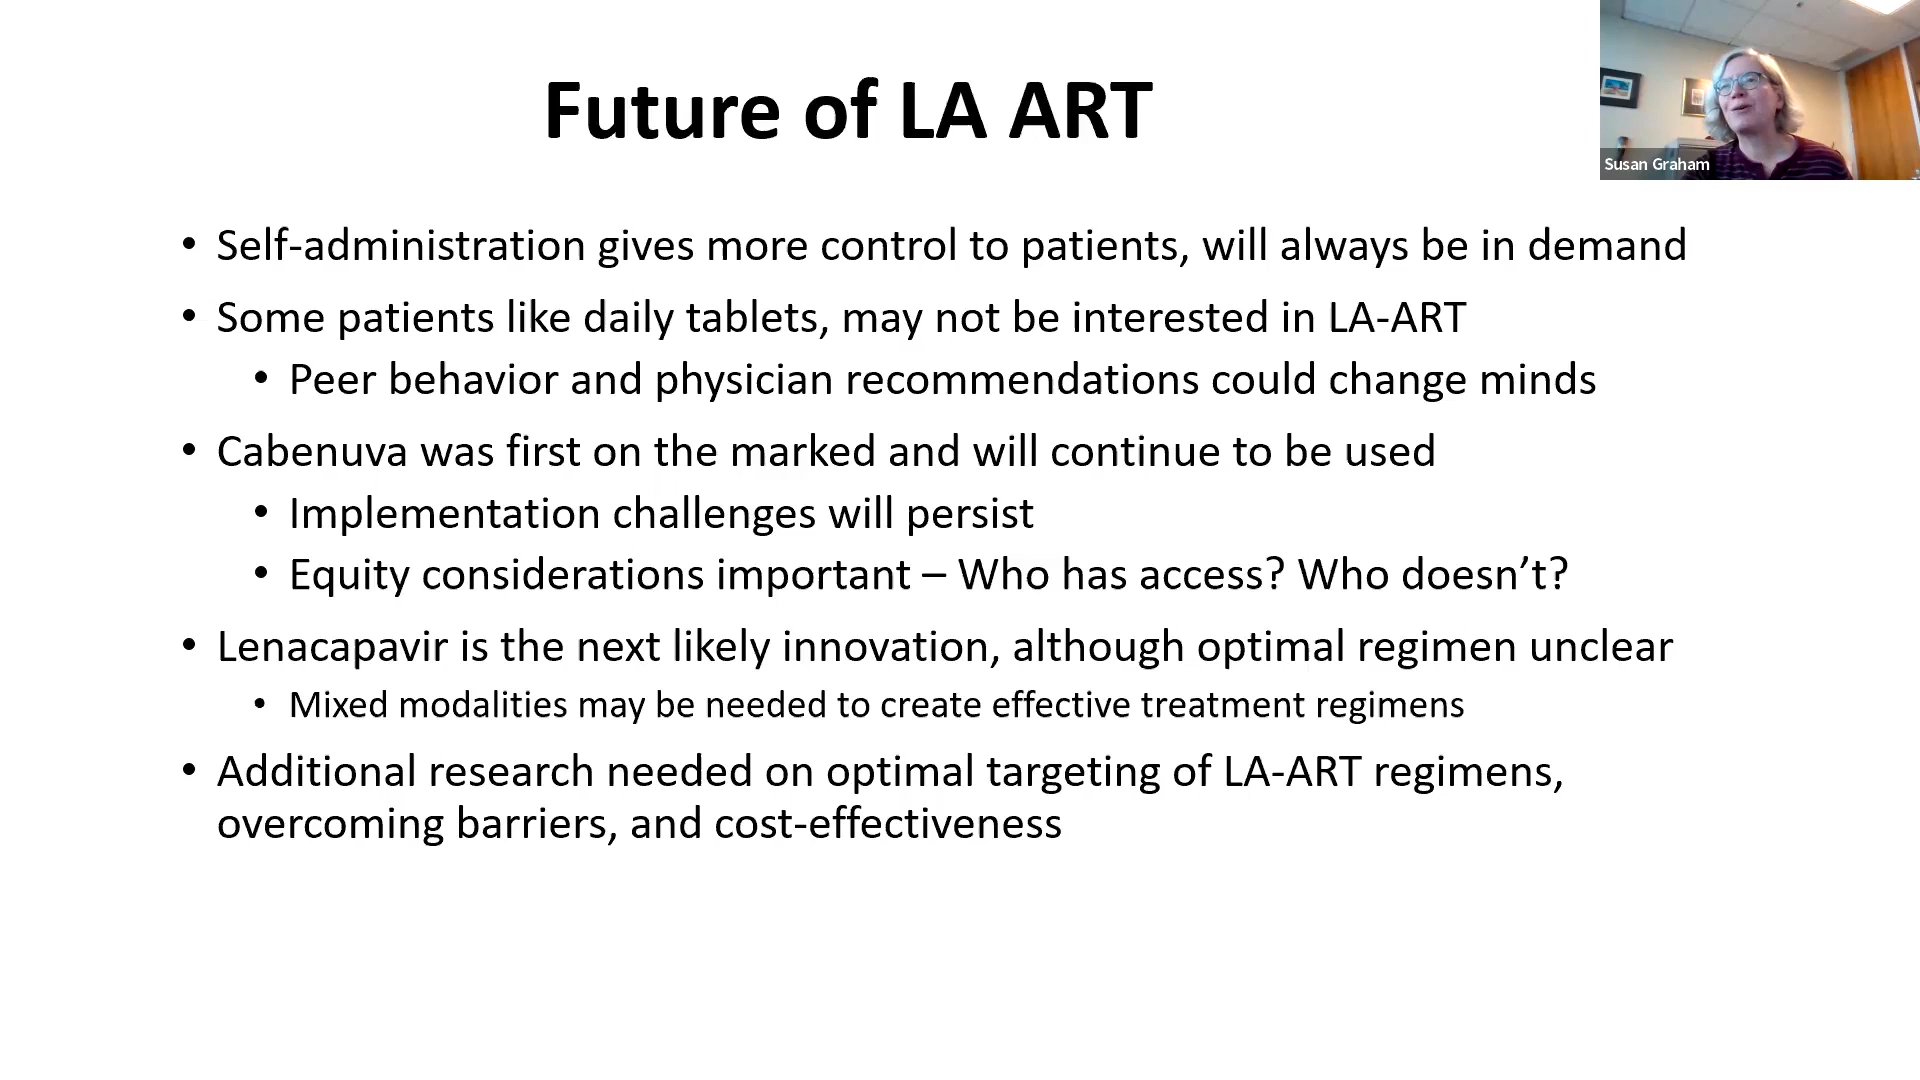 Future of LA ART
Susan Graham
• Self-administration gives more control to patients, will always be in demand
• Some patients like daily tablets, may not be interested in LA-ART
• Peer behavior and physician recommendations could change minds
• Cabenuva was first on the marked and will continue to be used
• Implementation challenges will persist
• Equity considerations important – Who has access? Who doesn’t?
• Lenacapavir is the next likely innovation, although optimal regimen unclear
• Mixed modalities may be needed to create effective treatment regimens
• Additional research needed on optimal targeting of LA-ART regimens,
overcoming barriers, and cost-effectiveness